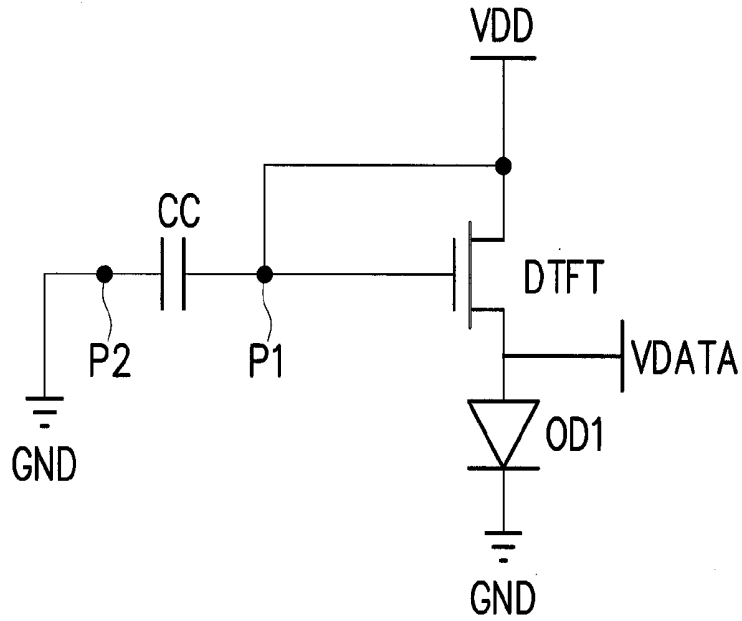 VDD
CC
DTFT
P2
P1
VDATA
OD1
GND
GND